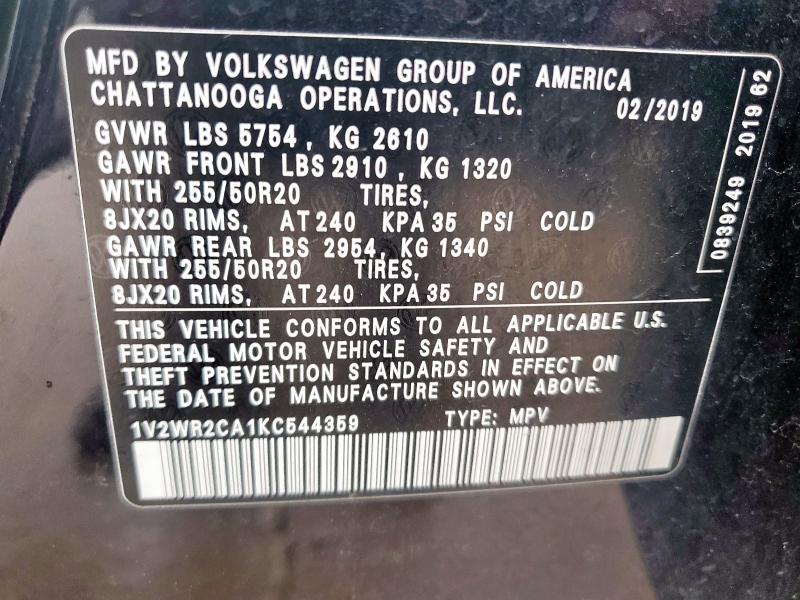 MFD BY VOLKSWAGEN GROUP OF AMERICA
CHATTANOOGA OPERATIONS, LLC. 02/2019
GVWR LBS 5754 , KG 2610
GAWR FRONT LBS 2910 , KG 1320
WITH 255/50R20 TIRES,
8JX20 RIMS, AT 240 KPA 35 PSI COLD
GAWR REAR LBS 2954, KG 1340
WITH 255/50R20 TIRES,
8JX20 RIMS, AT 240 KPA 35 PSI COLD
THIS VEHICLE CONFORMS TO ALL APPLICABLE U.S.
FEDERAL MOTOR VEHICLE SAFETY AND
THEFT PREVENTION STANDARDS IN EFFECT ON
THE DATE OF MANUFACTURE SHOWN ABOVE.
1V2WR2CA1KC544359 TYPE: MPV
0839249 2019 62